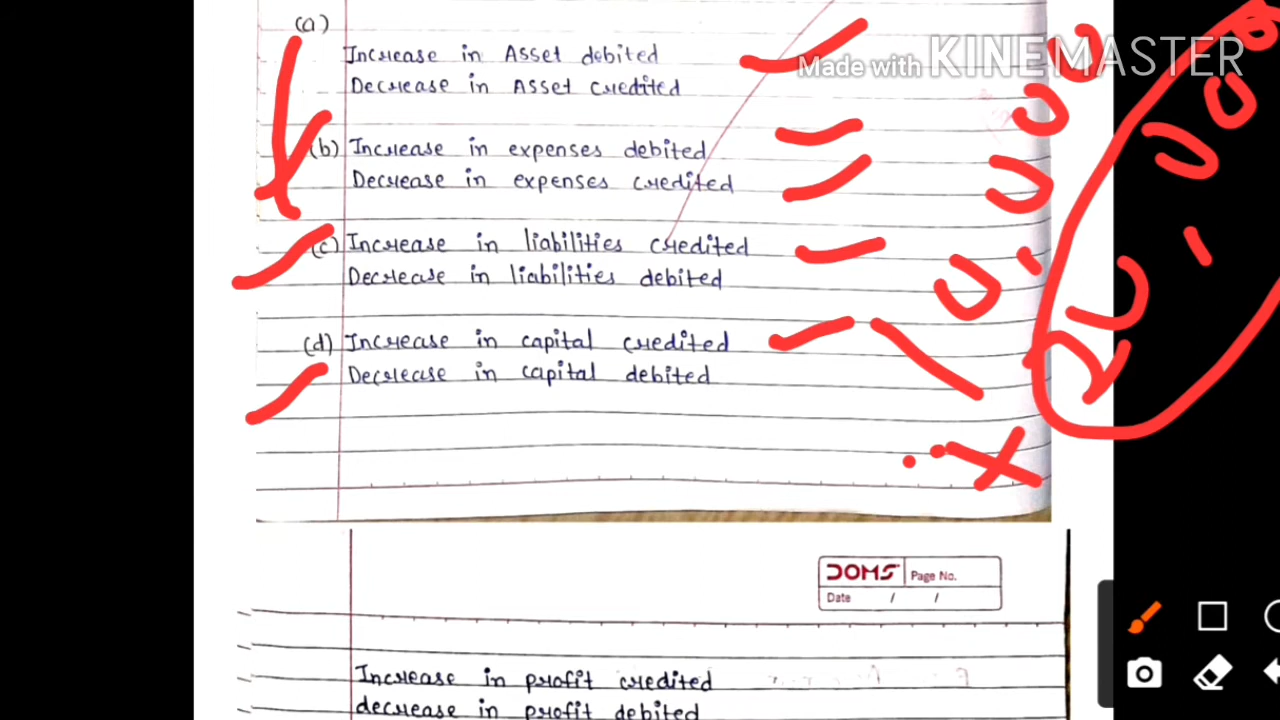 (a)
Increase in Asset debited
Decrease in Asset credited
(b) Increase in expenses debited
Decrease in expenses credited
(c) Increase in liabilities credited
Decrease in liabilities debited
(d) Increase in capital credited
Decrease in capital debited
Made with KINEMASTER
DOMS Page No.
Date / /
Increase in profit credited
decrease in profit debited